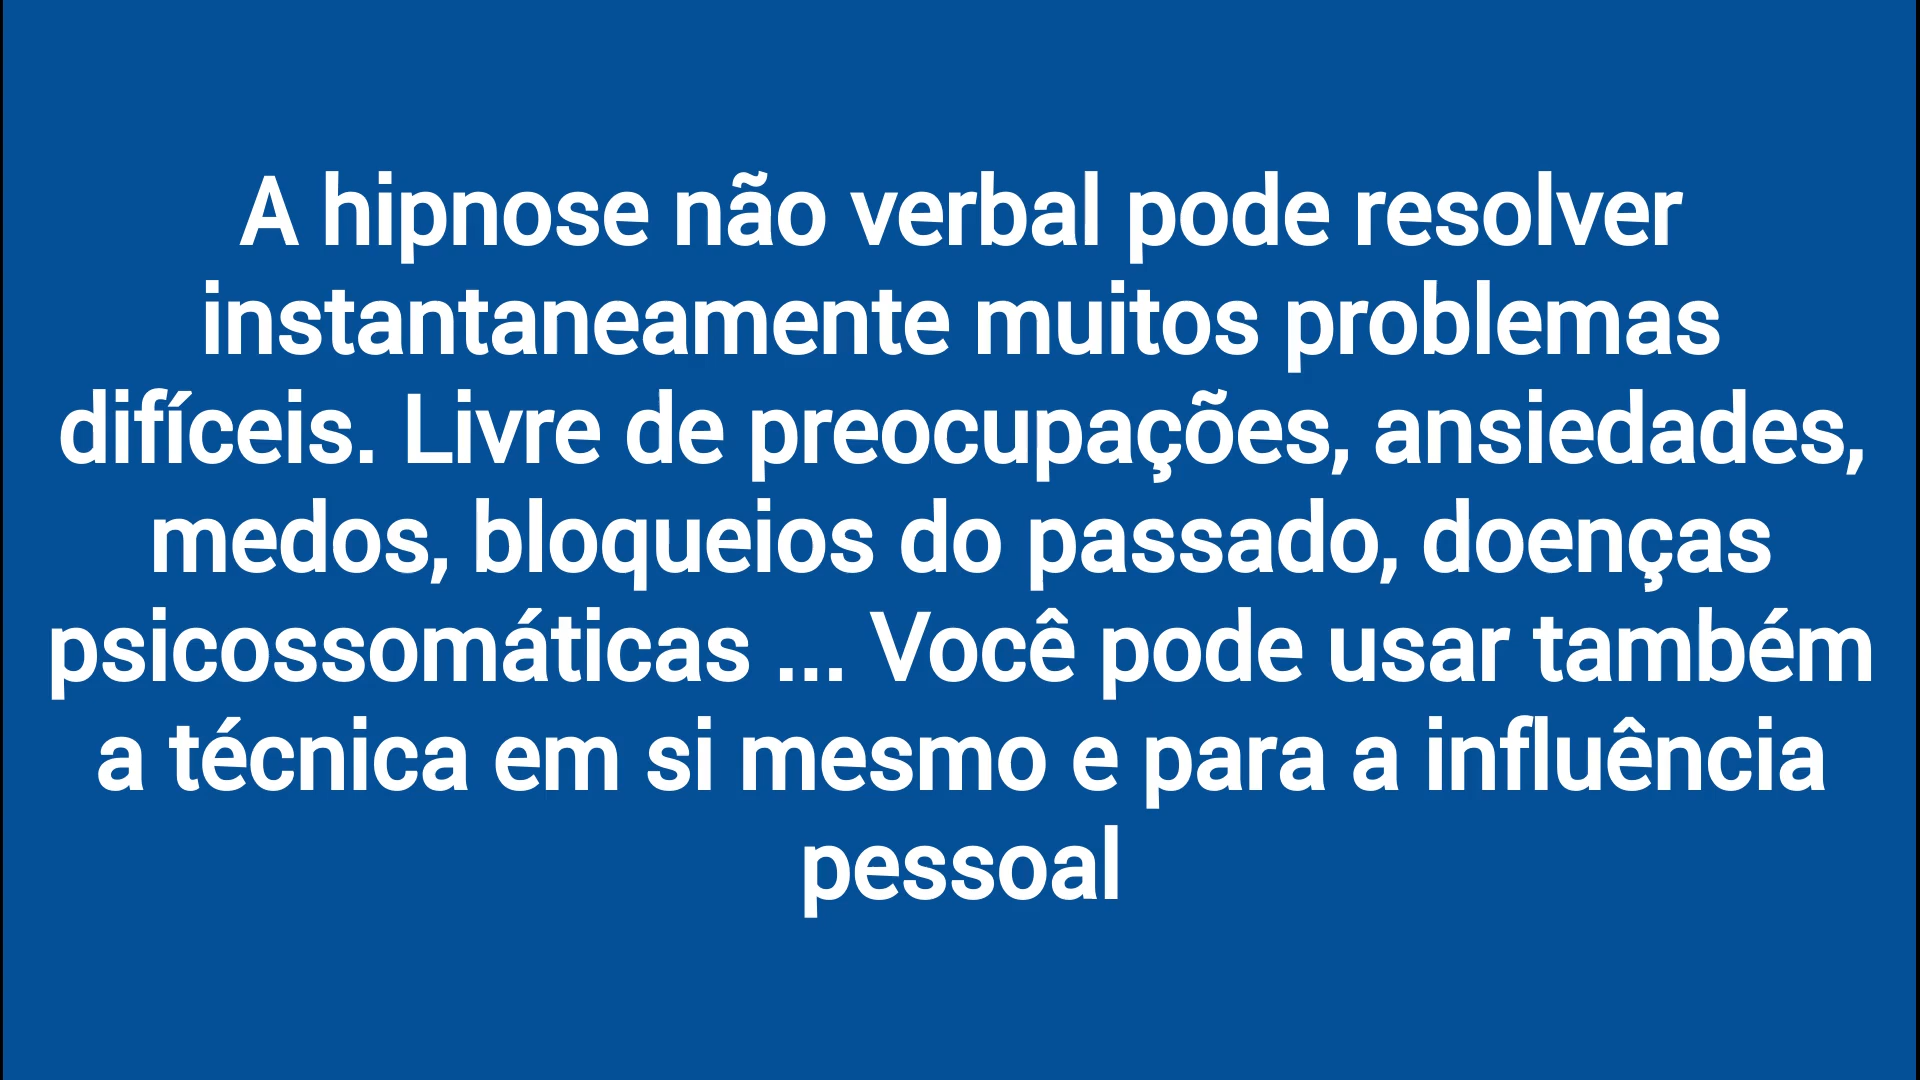 A hipnose não verbal pode resolver
instantaneamente muitos problemas
difíceis. Livre de preocupações, ansiedades,
medos, bloqueios do passado, doenças
psicossomáticas ... Você pode usar também
a técnica em si mesmo e para a influência
pessoal